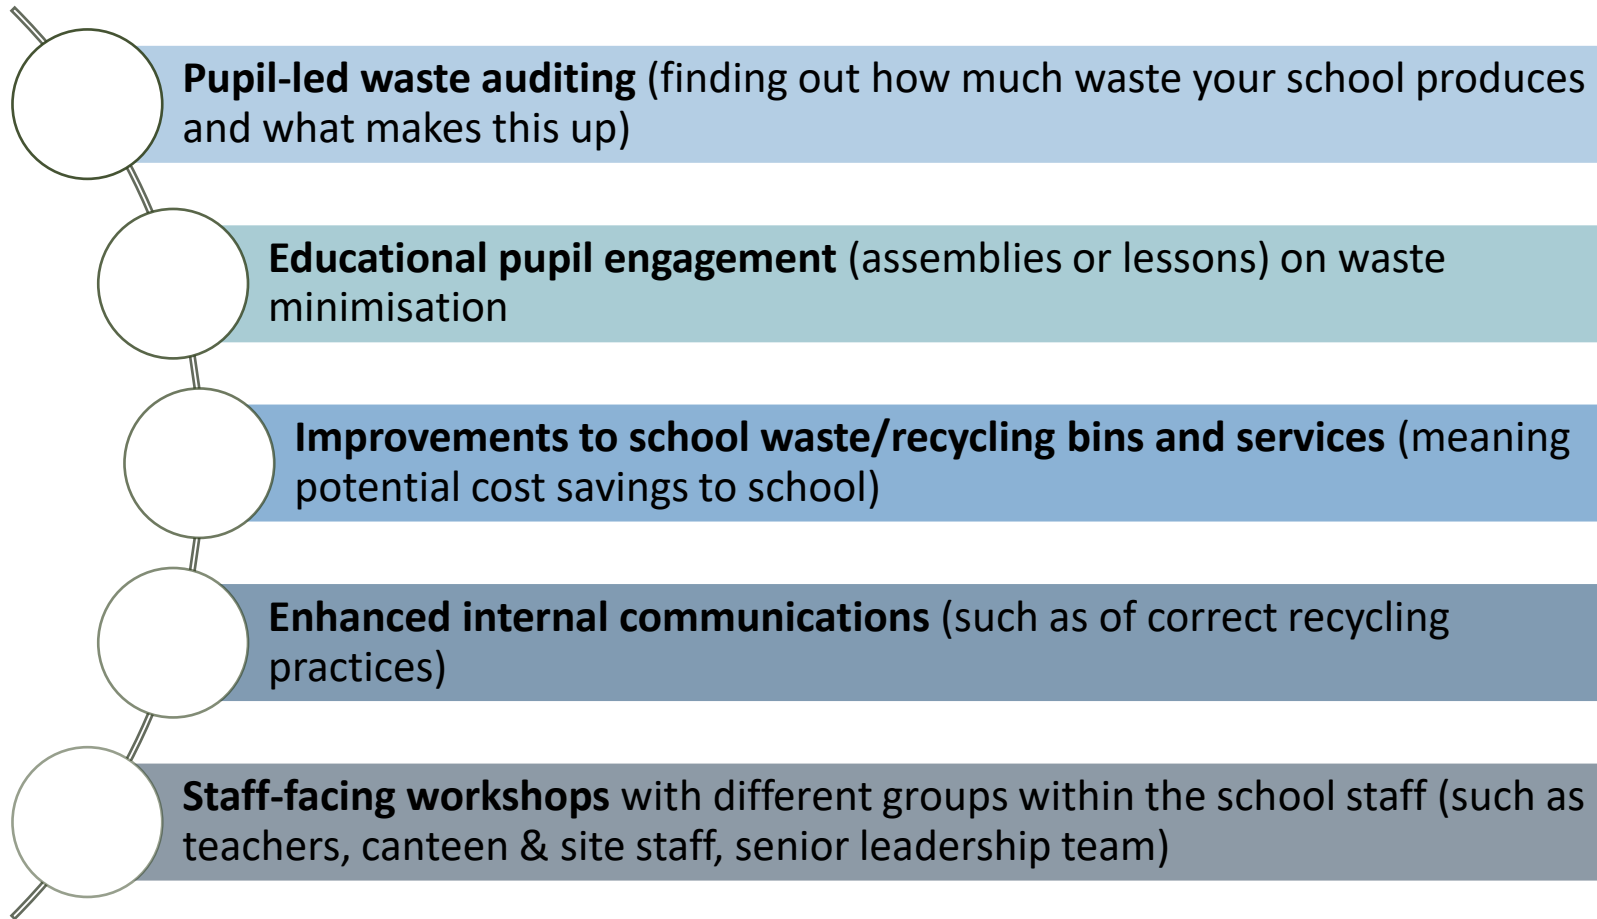 Pupil-led waste auditing (finding out how much waste your school produces
and what makes this up)
Educational pupil engagement (assemblies or lessons) on waste
minimisation
Improvements to school waste/recycling bins and services (meaning
potential cost savings to school)
Enhanced internal communications (such as of correct recycling
practices)
Staff-facing workshops with different groups within the school staff (such as
teachers, canteen & site staff, senior leadership team)